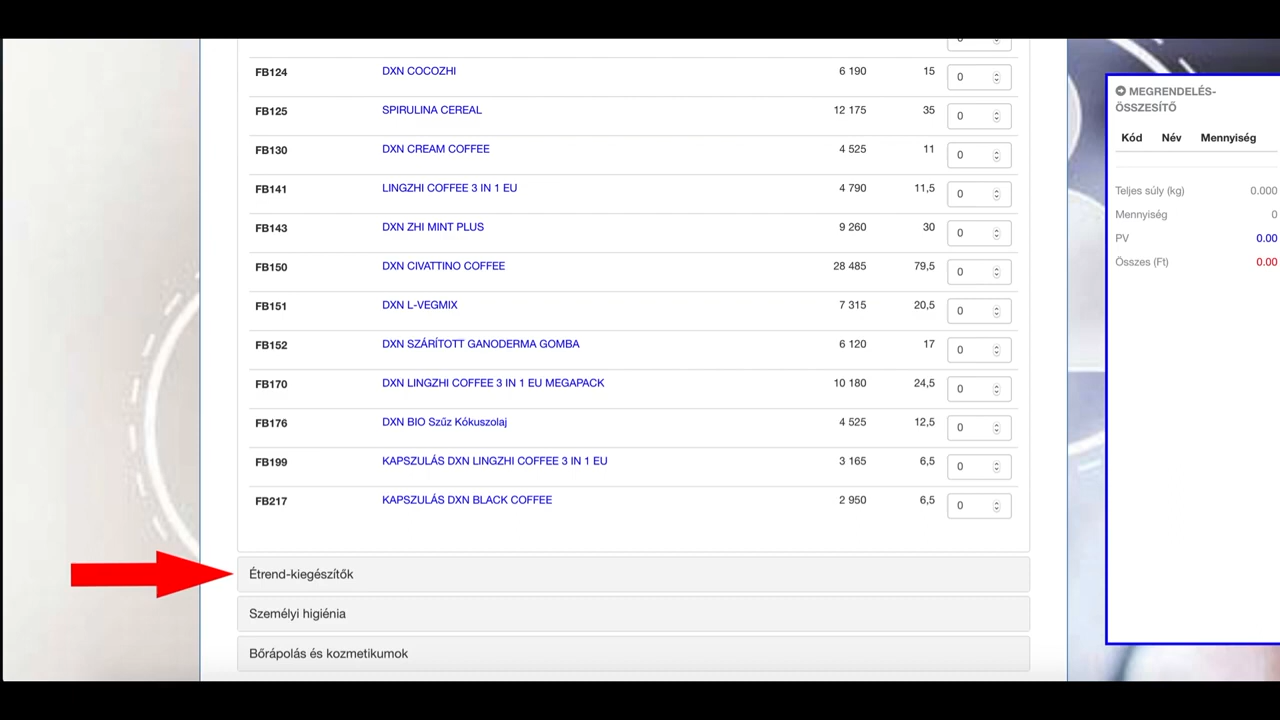 0
FB124 DXN COCOZHI 6 190 15 0
FB125 SPIRULINA CEREAL 12 175 35 0
FB130 DXN CREAM COFFEE 4 525 11 0
FB141 LINGZHI COFFEE 3 IN 1 EU 4 790 11,5 0
FB143 DXN ZHI MINT PLUS 9 260 30 0
FB150 DXN CIVATTINO COFFEE 28 485 79,5 0
FB151 DXN L-VEGMIX 7 315 20,5 0
FB152 DXN SZÁRÍTOTT GANODERMA GOMBA 6 120 17 0
FB170 DXN LINGZHI COFFEE 3 IN 1 EU MEGAPACK 10 180 24,5 0
FB176 DXN BIO Szűz Kókuszolaj 4 525 12,5 0
FB199 KAPSZULÁS DXN LINGZHI COFFEE 3 IN 1 EU 3 165 6,5 0
FB217 KAPSZULÁS DXN BLACK COFFEE 2 950 6,5 0
Étrend-kiegészítők
Személyi higiénia
Bőrápolás és kozmetikumok
MEGRENDELÉS-
ÖSSZESÍTŐ
Kód Név Mennyiség
Teljes súly (kg) 0.000
Mennyiség 0
PV 0.00
Összes (Ft) 0.00